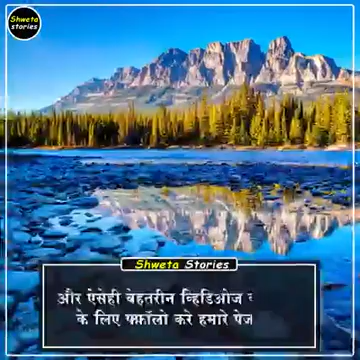 Shweta
stories
Shweta Stories
और ऐसेही बेहतरीन व्हिडिओज
के लिए फ्फ़ॉलो करे हमारे पेज